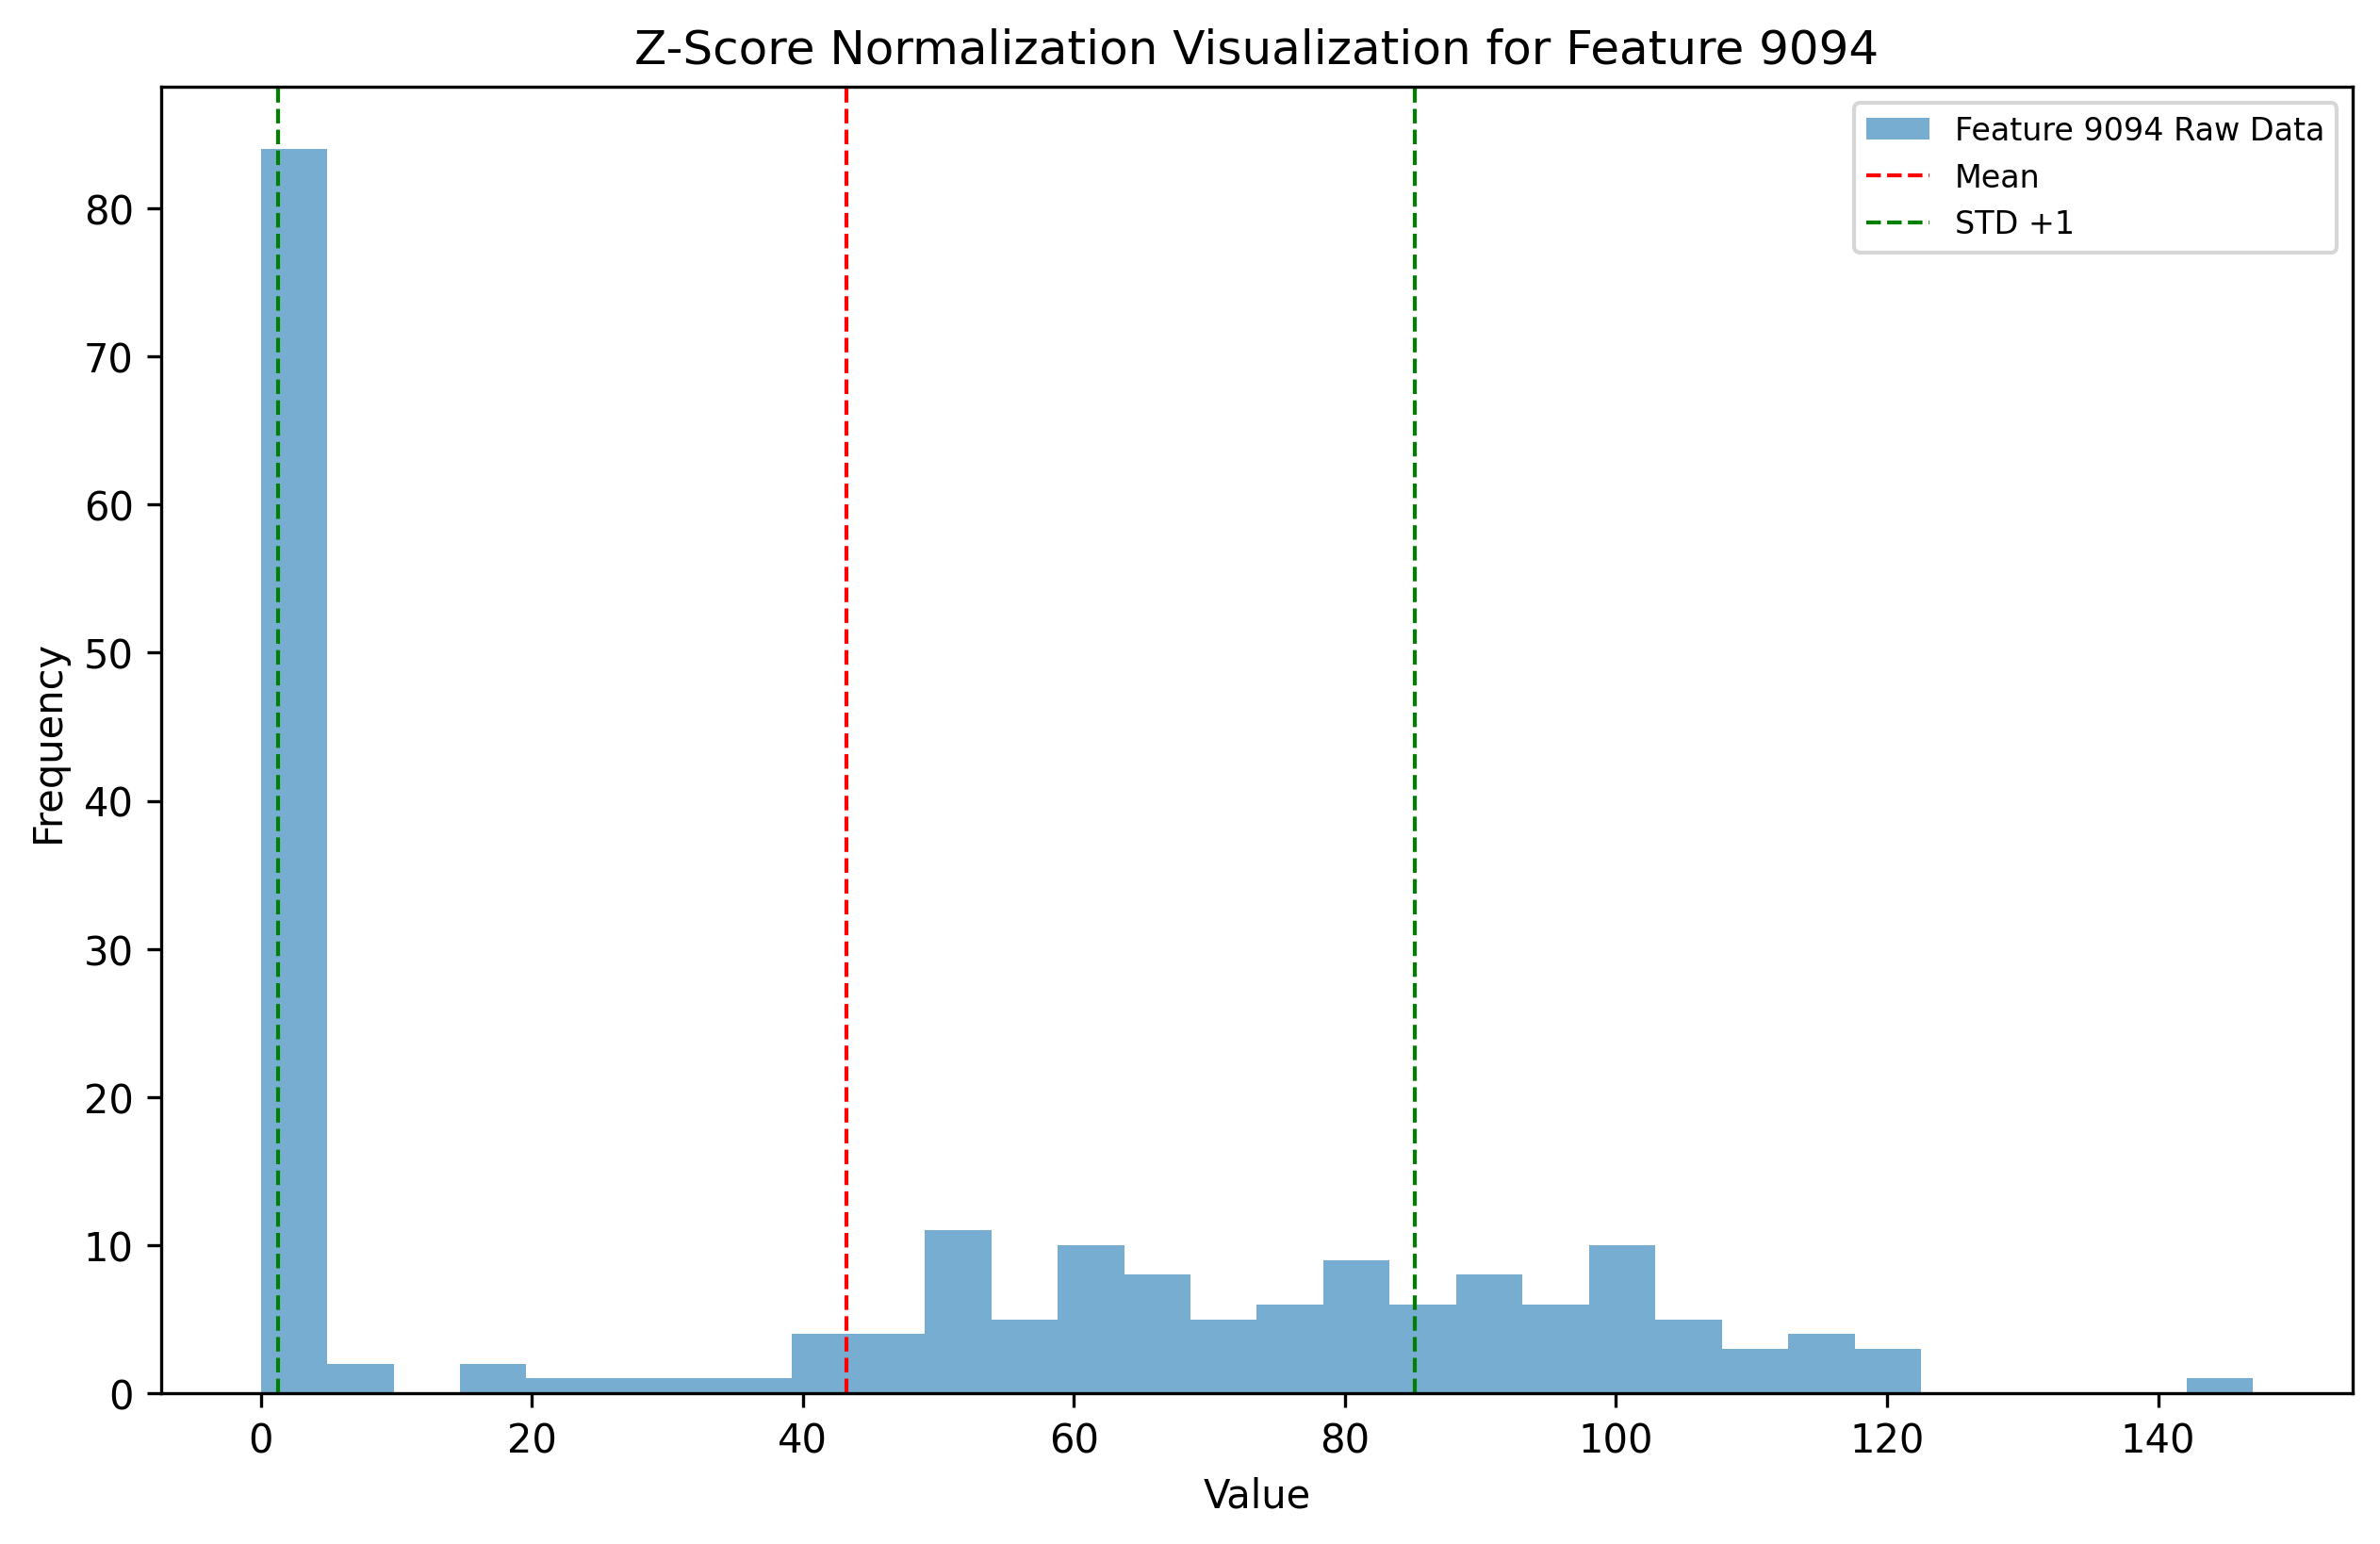 Z-Score Normalization Visualization for Feature 9094
Feature 9094 Raw Data
Mean
STD +1
80
70
60
50
40
30
20
10
0
Frequency
0 20 40 60 80 100 120 140
Value